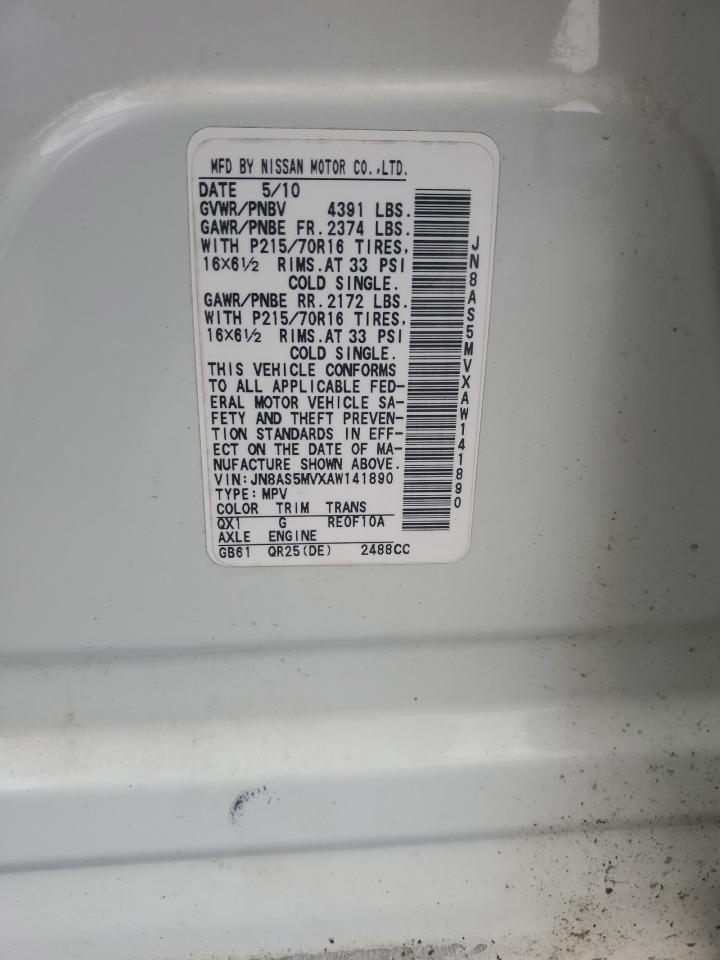 MFD BY NISSAN MOTOR CO.,LTD.
DATE 5/10
GVWR/PNBV 4391 LBS.
GAWR/PNBE FR.2374 LBS.
WITH P215/70R16 TIRES,
16X6½ RIMS.AT 33 PSI
COLD SINGLE.
GAWR/PNBE RR.2172 LBS.
WITH P215/70R16 TIRES,
16X6½ RIMS.AT 33 PSI
COLD SINGLE.
THIS VEHICLE CONFORMS
TO ALL APPLICABLE FED-
ERAL MOTOR VEHICLE SA-
FETY AND THEFT PREVEN-
TION STANDARDS IN EFF-
ECT ON THE DATE OF MA-
NUFACTURE SHOWN ABOVE.
VIN:JN8AS5MVXAW141890
TYPE:MPV
COLOR TRIM TRANS
QX1 G RE0F10A
AXLE ENGINE
GB61 QR25(DE) 2488CC
JN8AS5MVXAW141890